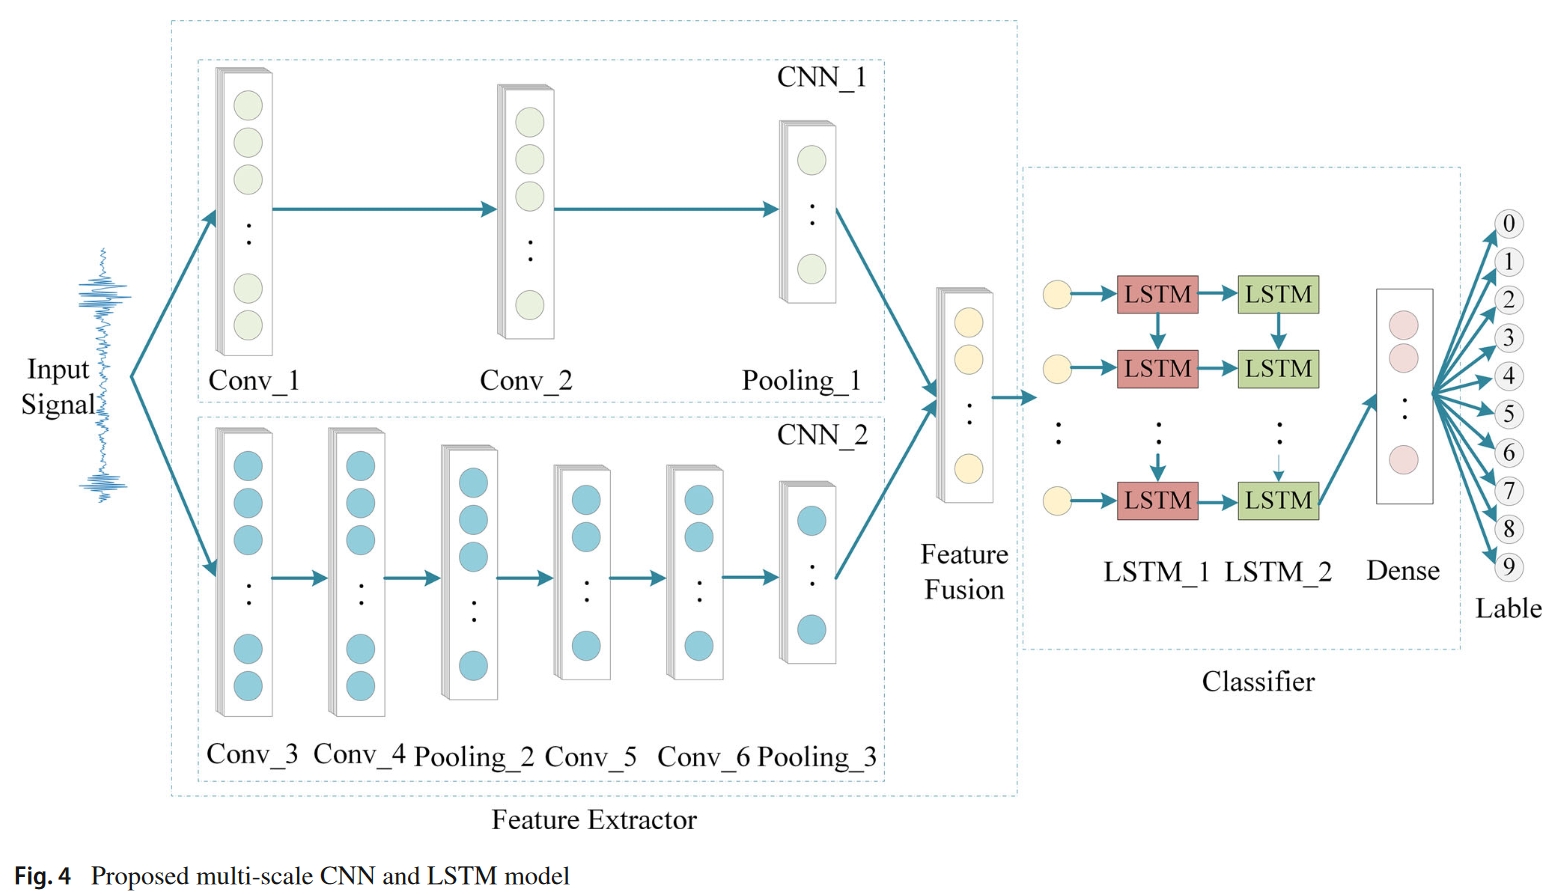 CNN_1
Conv_1
Conv_2
Pooling_1
Input
Signal
CNN_2
Conv_3
Conv_4
Pooling_2
Conv_5
Conv_6
Pooling_3
Feature
Fusion
Feature Extractor
LSTM
LSTM
LSTM
LSTM
LSTM
LSTM
LSTM_1
LSTM_2
Dense
Classifier
0
1
2
3
4
5
6
7
8
9
Lable
Fig. 4 Proposed multi-scale CNN and LSTM model